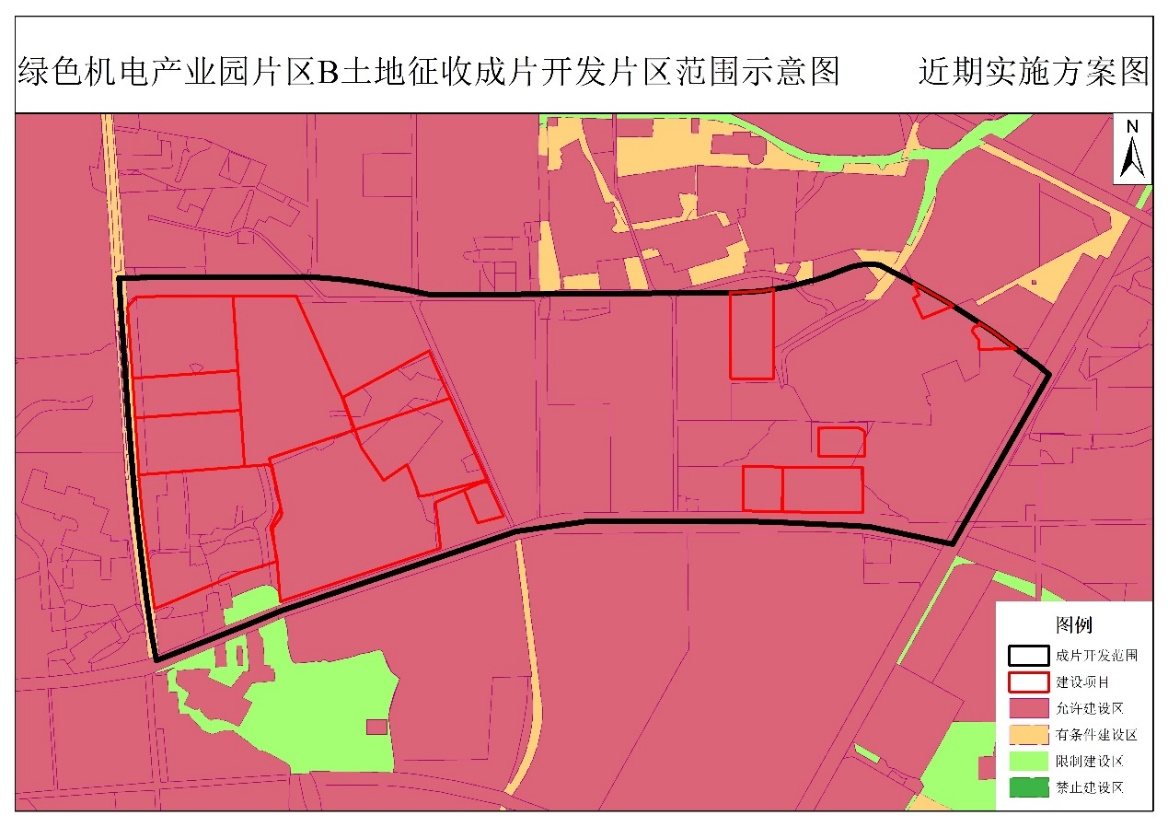 绿色机电产业园片区B土地征收成片开发片区范围示意图 近期实施方案图
N
图例
成片开发范围
建设项目
允许建设区
有条件建设区
限制建设区
禁止建设区